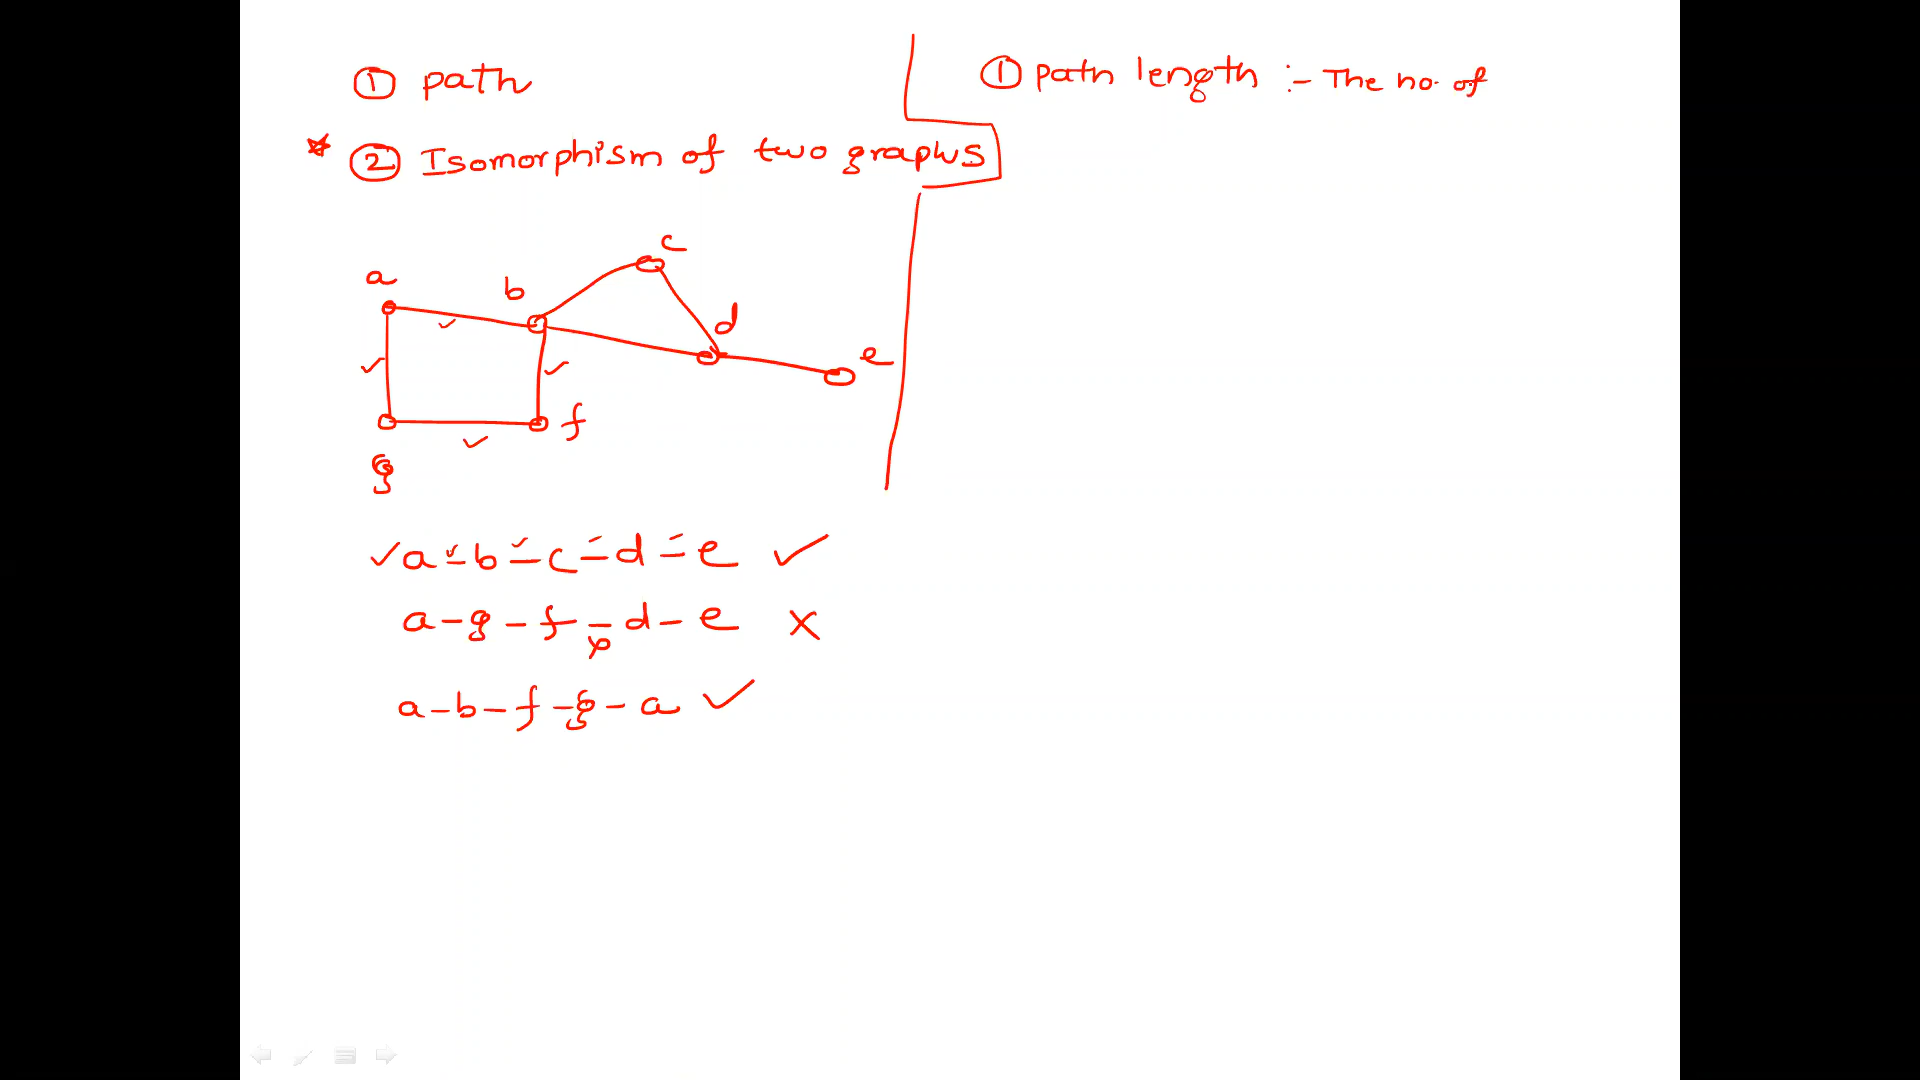 ① path
② Isomorphism of two graphs
a
b
c
d
e
f
g
✓ a - b - c - d - e ✓
a - g - f - d - e ×
a - b - f - g - a ✓
① path length :- The no. of